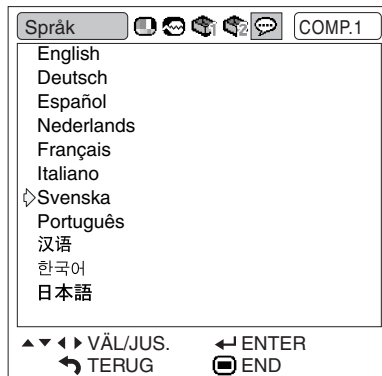 Språk COMP.1
English
Deutsch
Español
Nederlands
Français
Italiano
Svenska
Português
汉语
한국어
日本語
VÄL/JUS. ENTER
TERUG END